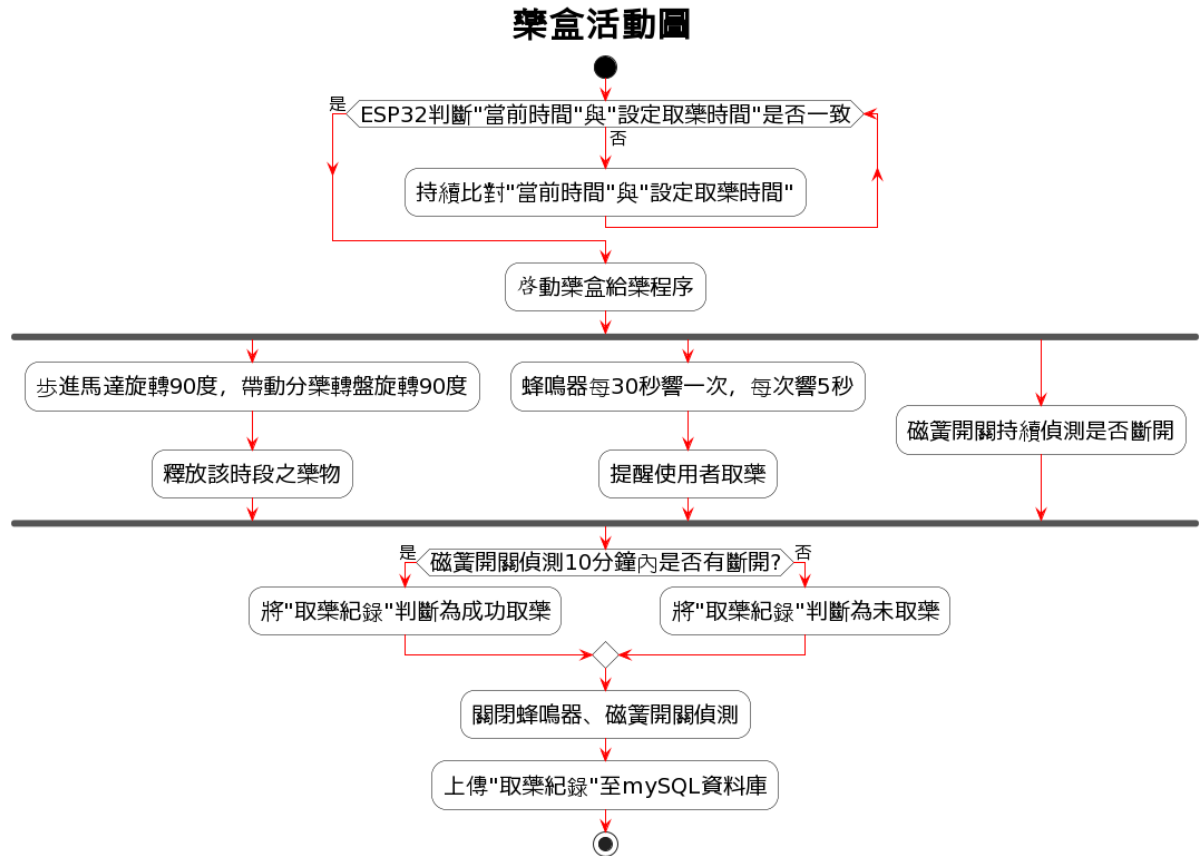 藥盒活動圖
是
ESP32判斷"當前時間"與"設定取藥時間"是否一致
否
持續比對"當前時間"與"設定取藥時間"
啓動藥盒給藥程序
步進馬達旋轉90度，帶動分藥轉盤旋轉90度
蜂鳴器每30秒響一次，每次響5秒
磁簧開關持續偵測是否斷開
釋放該時段之藥物
提醒使用者取藥
是
磁簧開關偵測10分鐘內是否有斷開?
否
將"取藥紀錄"判斷為成功取藥
將"取藥紀錄"判斷為未取藥
關閉蜂鳴器、磁簧開關偵測
上傳"取藥紀錄"至mySQL資料庫